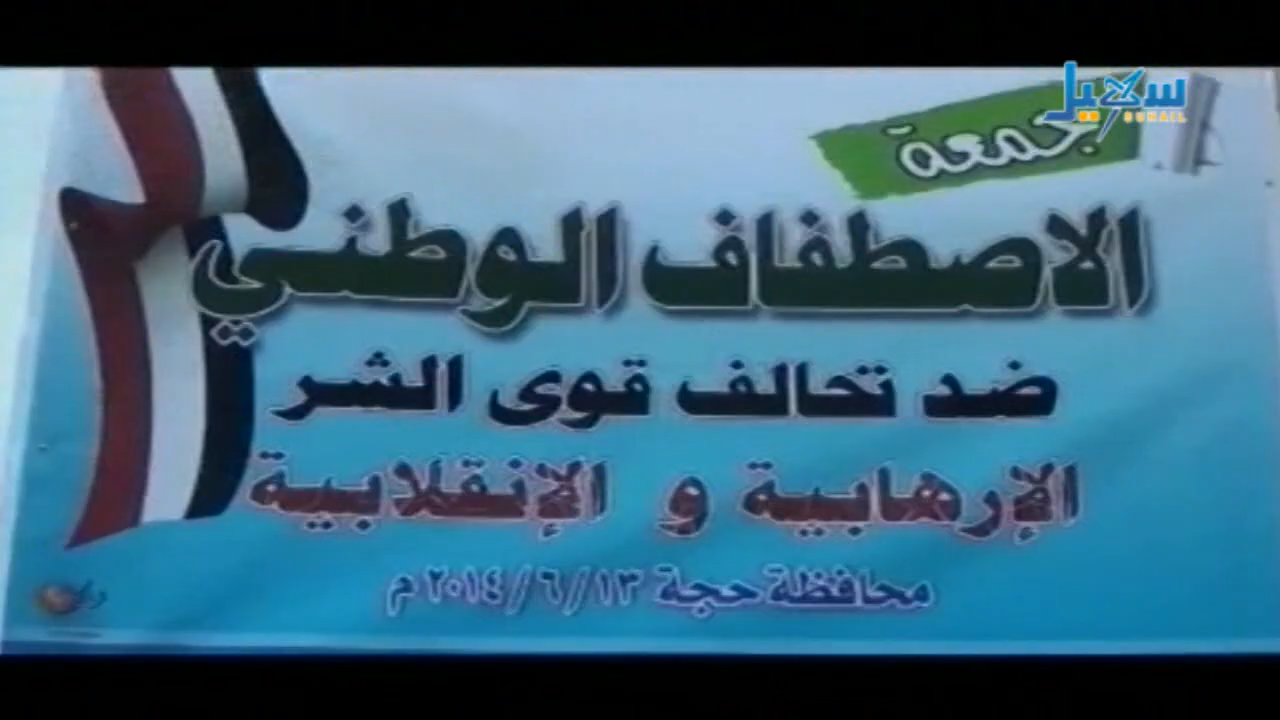 سهيل
SUHAIL
جمعة
الاصطفاف الوطني
ضد تحالف قوى الشر
الإرهابية و الإنقلابية
محافظة حجة ١٣/٦/٢٠١٤م